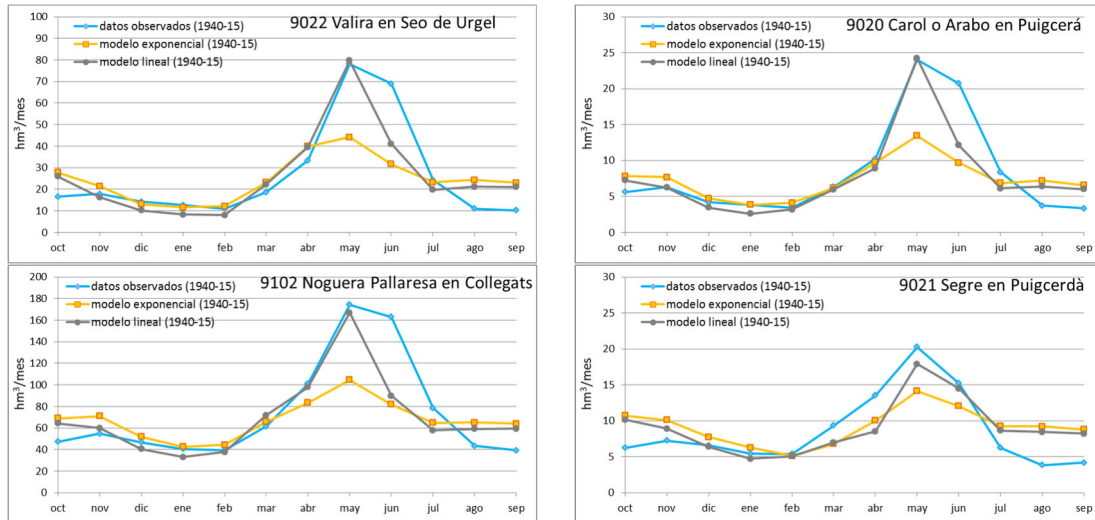 9022 Valira en Seo de Urgel
datos observados (1940-15)
modelo exponencial (1940-15)
modelo lineal (1940-15)
hm³/mes
100
90
80
70
60
50
40
30
20
10
0
oct nov dic ene feb mar abr may jun jul ago sep
9020 Carol o Arabo en Puigcerá
datos observados (1940-15)
modelo exponencial (1940-15)
modelo lineal (1940-15)
hm³/mes
30
25
20
15
10
5
0
oct nov dic ene feb mar abr may jun jul ago sep
9102 Noguera Pallaresa en Collegats
datos observados (1940-15)
modelo exponencial (1940-15)
modelo lineal (1940-15)
hm³/mes
200
180
160
140
120
100
80
60
40
20
0
oct nov dic ene feb mar abr may jun jul ago sep
9021 Segre en Puigcerdà
datos observados (1940-15)
modelo exponencial (1940-15)
modelo lineal (1940-15)
hm³/mes
30
25
20
15
10
5
0
oct nov dic ene feb mar abr may jun jul ago sep